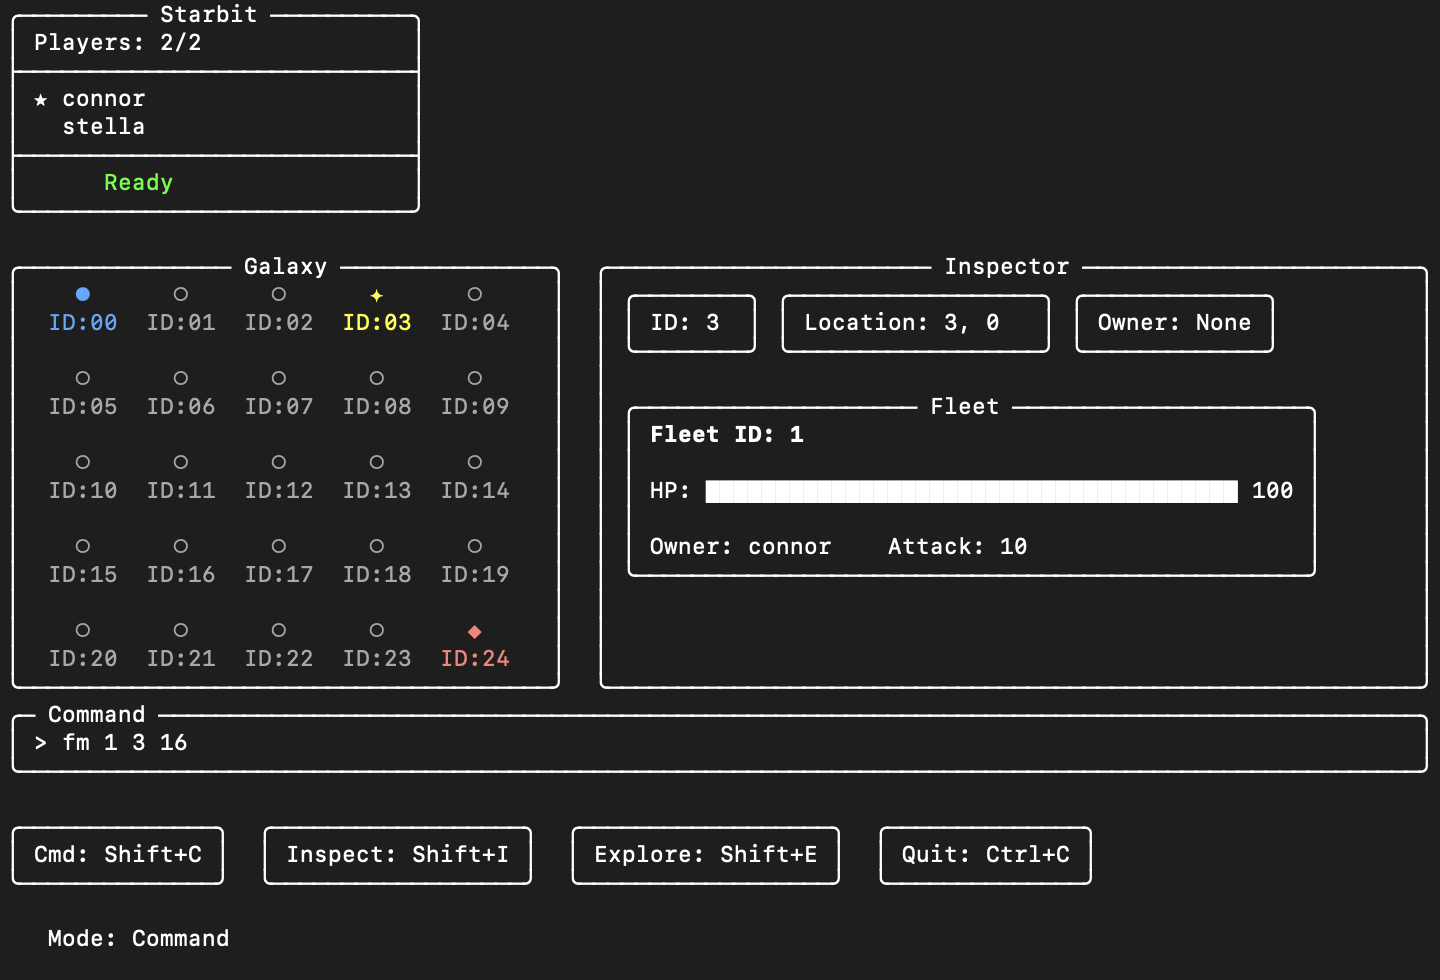 Starbit
Players: 2/2
★ connor
stella
Ready
Galaxy
ID:00 ID:01 ID:02 ID:03 ID:04
ID:05 ID:06 ID:07 ID:08 ID:09
ID:10 ID:11 ID:12 ID:13 ID:14
ID:15 ID:16 ID:17 ID:18 ID:19
ID:20 ID:21 ID:22 ID:23 ID:24
Inspector
ID: 3 Location: 3, 0 Owner: None
Fleet
Fleet ID: 1
HP: 100
Owner: connor Attack: 10
Command
> fm 1 3 16
Cmd: Shift+C Inspect: Shift+I Explore: Shift+E Quit: Ctrl+C
Mode: Command